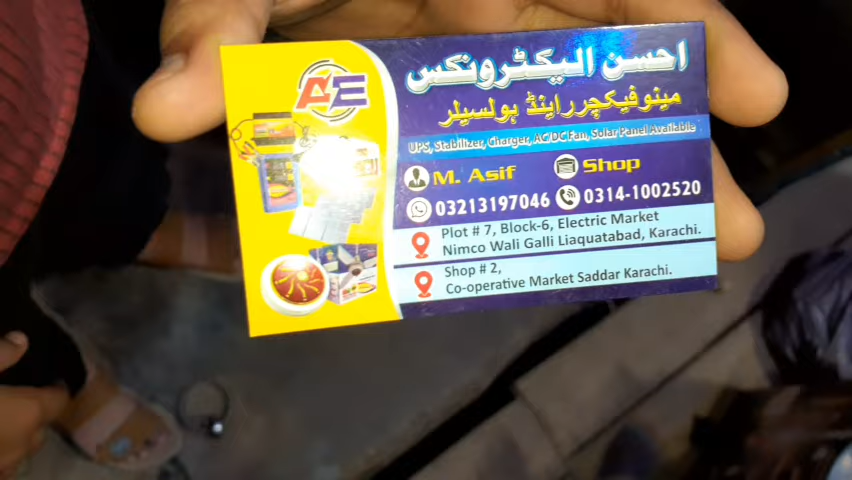 AE
احسن الیکٹرونکس
مینوفیکچرر اینڈ ہولسیلر
UPS, Stabilizer, Charger, AC/DC Fan, Solar Panel Available
M. Asif
Shop
03213197046
0314-1002520
Plot # 7, Block-6, Electric Market
Nimco Wali Galli Liaquatabad, Karachi.
Shop # 2,
Co-operative Market Saddar Karachi.